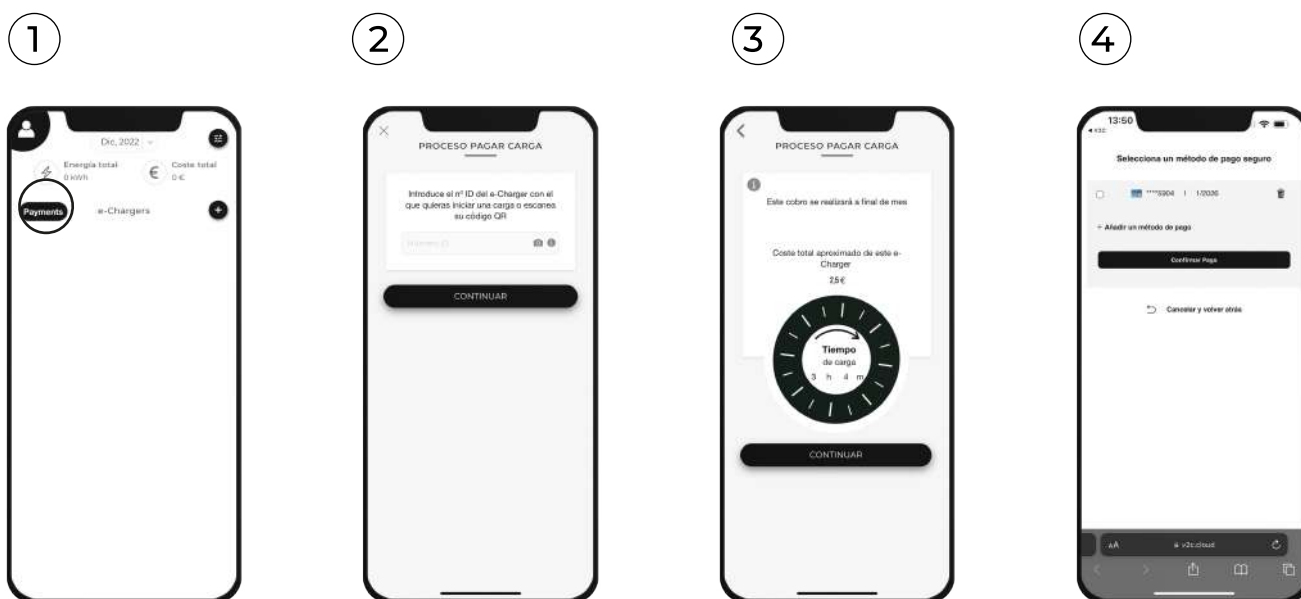 1
2
3
4
Dic, 2022
Energía total
0 kWh
Coste total
0 €
Payments
e-Chargers
PROCESO PAGAR CARGA
Introduce el nº ID del e-Charger con el
que quieras iniciar una carga o escanea
su código QR
CONTINUAR
PROCESO PAGAR CARGA
Este cobro se realizará a final de mes
Coste total aproximado de este e-
Charger
2,5 €
Tiempo
de carga
3 h 4 m
CONTINUAR
13:50
Selecciona un método de pago seguro
****5904 | 1/2026
+ Añadir un método de pago
Confirmar Pago
Cancelar y volver atrás
AA
v2c.cloud